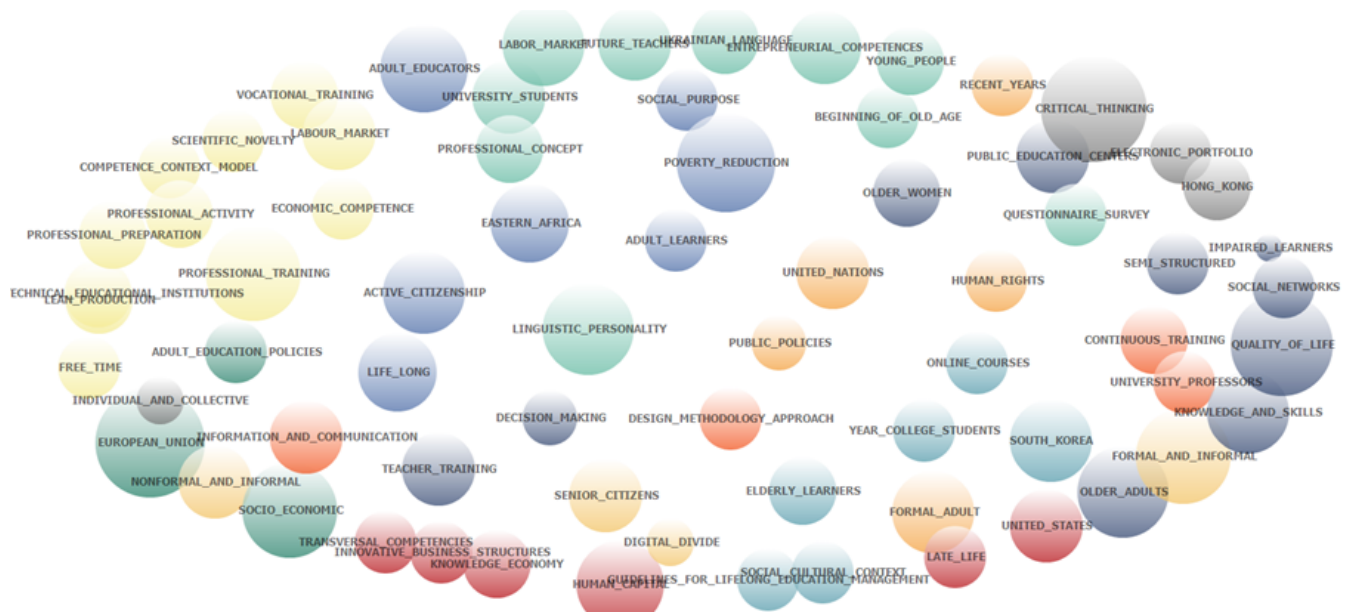 LABOR_MARKET
FUTURE_TEACHERS
UKRAINIAN_LANGUAGE
ENTREPRENEURIAL_COMPETENCES
YOUNG_PEOPLE
ADULT_EDUCATORS
RECENT_YEARS
VOCATIONAL_TRAINING
UNIVERSITY_STUDENTS
SOCIAL_PURPOSE
CRITICAL_THINKING
BEGINNING_OF_OLD_AGE
SCIENTIFIC_NOVELTY
LABOUR_MARKET
PROFESSIONAL_CONCEPT
POVERTY_REDUCTION
PUBLIC_EDUCATION_CENTERS
ELECTRONIC_PORTFOLIO
COMPETENCE_CONTEXT_MODEL
OLDER_WOMEN
HONG_KONG
PROFESSIONAL_ACTIVITY
ECONOMIC_COMPETENCE
EASTERN_AFRICA
QUESTIONNAIRE_SURVEY
PROFESSIONAL_PREPARATION
ADULT_LEARNERS
IMPAIRED_LEARNERS
PROFESSIONAL_TRAINING
UNITED_NATIONS
HUMAN_RIGHTS
SEMI_STRUCTURED
ECHNICAL_EDUCATIONAL_INSTITUTIONS
LEAN_PRODUCTION
ACTIVE_CITIZENSHIP
SOCIAL_NETWORKS
LINGUISTIC_PERSONALITY
ADULT_EDUCATION_POLICIES
PUBLIC_POLICIES
CONTINUOUS_TRAINING
QUALITY_OF_LIFE
FREE_TIME
LIFE_LONG
ONLINE_COURSES
UNIVERSITY_PROFESSORS
INDIVIDUAL_AND_COLLECTIVE
DECISION_MAKING
DESIGN_METHODOLOGY_APPROACH
KNOWLEDGE_AND_SKILLS
EUROPEAN_UNION
INFORMATION_AND_COMMUNICATION
YEAR_COLLEGE_STUDENTS
SOUTH_KOREA
FORMAL_AND_INFORMAL
TEACHER_TRAINING
NONFORMAL_AND_INFORMAL
SENIOR_CITIZENS
ELDERLY_LEARNERS
OLDER_ADULTS
SOCIO_ECONOMIC
FORMAL_ADULT
UNITED_STATES
TRANSVERSAL_COMPETENCIES
DIGITAL_DIVIDE
INNOVATIVE_BUSINESS_STRUCTURES
LATE_LIFE
KNOWLEDGE_ECONOMY
SOCIAL_CULTURAL_CONTEXT
HUMAN_CAPITAL
GUIDELINES_FOR_LIFELONG_EDUCATION_MANAGEMENT